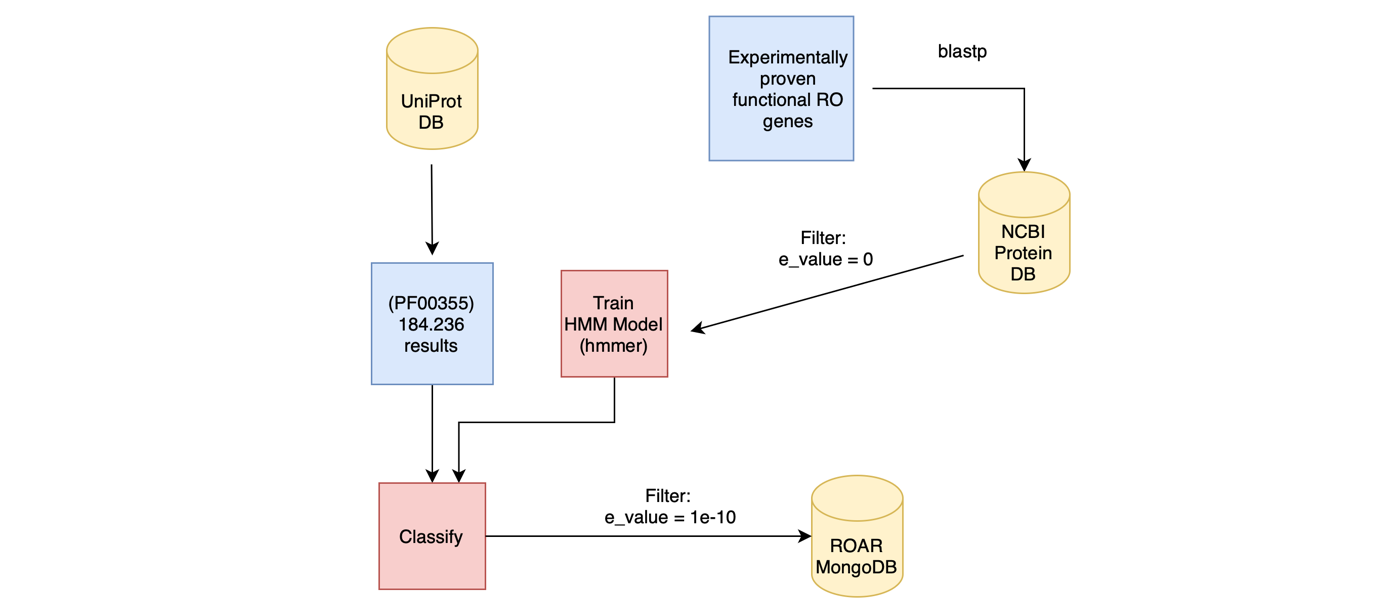 UniProt
DB
Experimentally
proven
functional RO
genes
blastp
NCBI
Protein
DB
Filter:
e_value = 0
(PF00355)
184.236
results
Train
HMM Model
(hmmer)
Classify
Filter:
e_value = 1e-10
ROAR
MongoDB